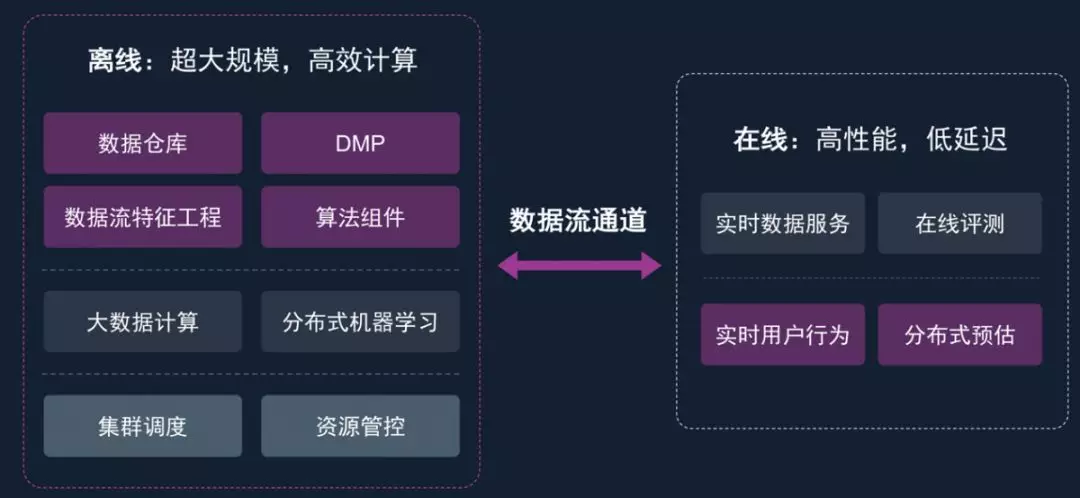 离线：超大规模，高效计算
数据仓库
DMP
数据流特征工程
算法组件
大数据计算
分布式机器学习
集群调度
资源管控
数据流通道
在线：高性能，低延迟
实时数据服务
在线评测
实时用户行为
分布式预估